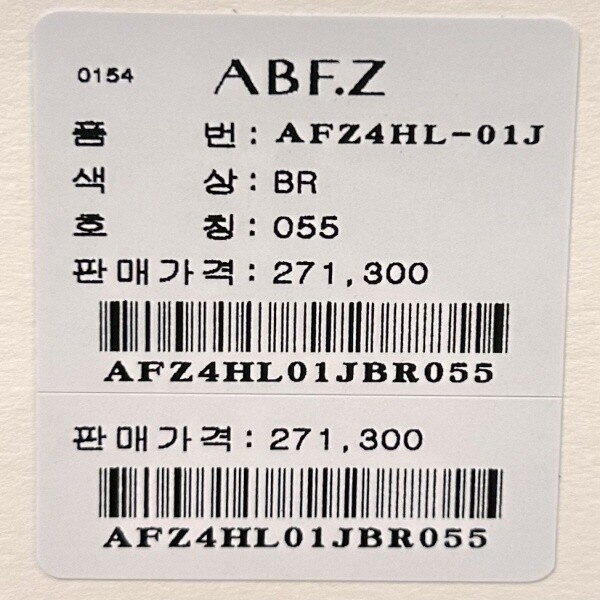 0154 ABF.Z
품 번 : AFZ4HL-01J
색 상 : BR
호 칭 : 055
판매가격 : 271,300
AFZ4HL01JBR055
판매가격 : 271,300
AFZ4HL01JBR055